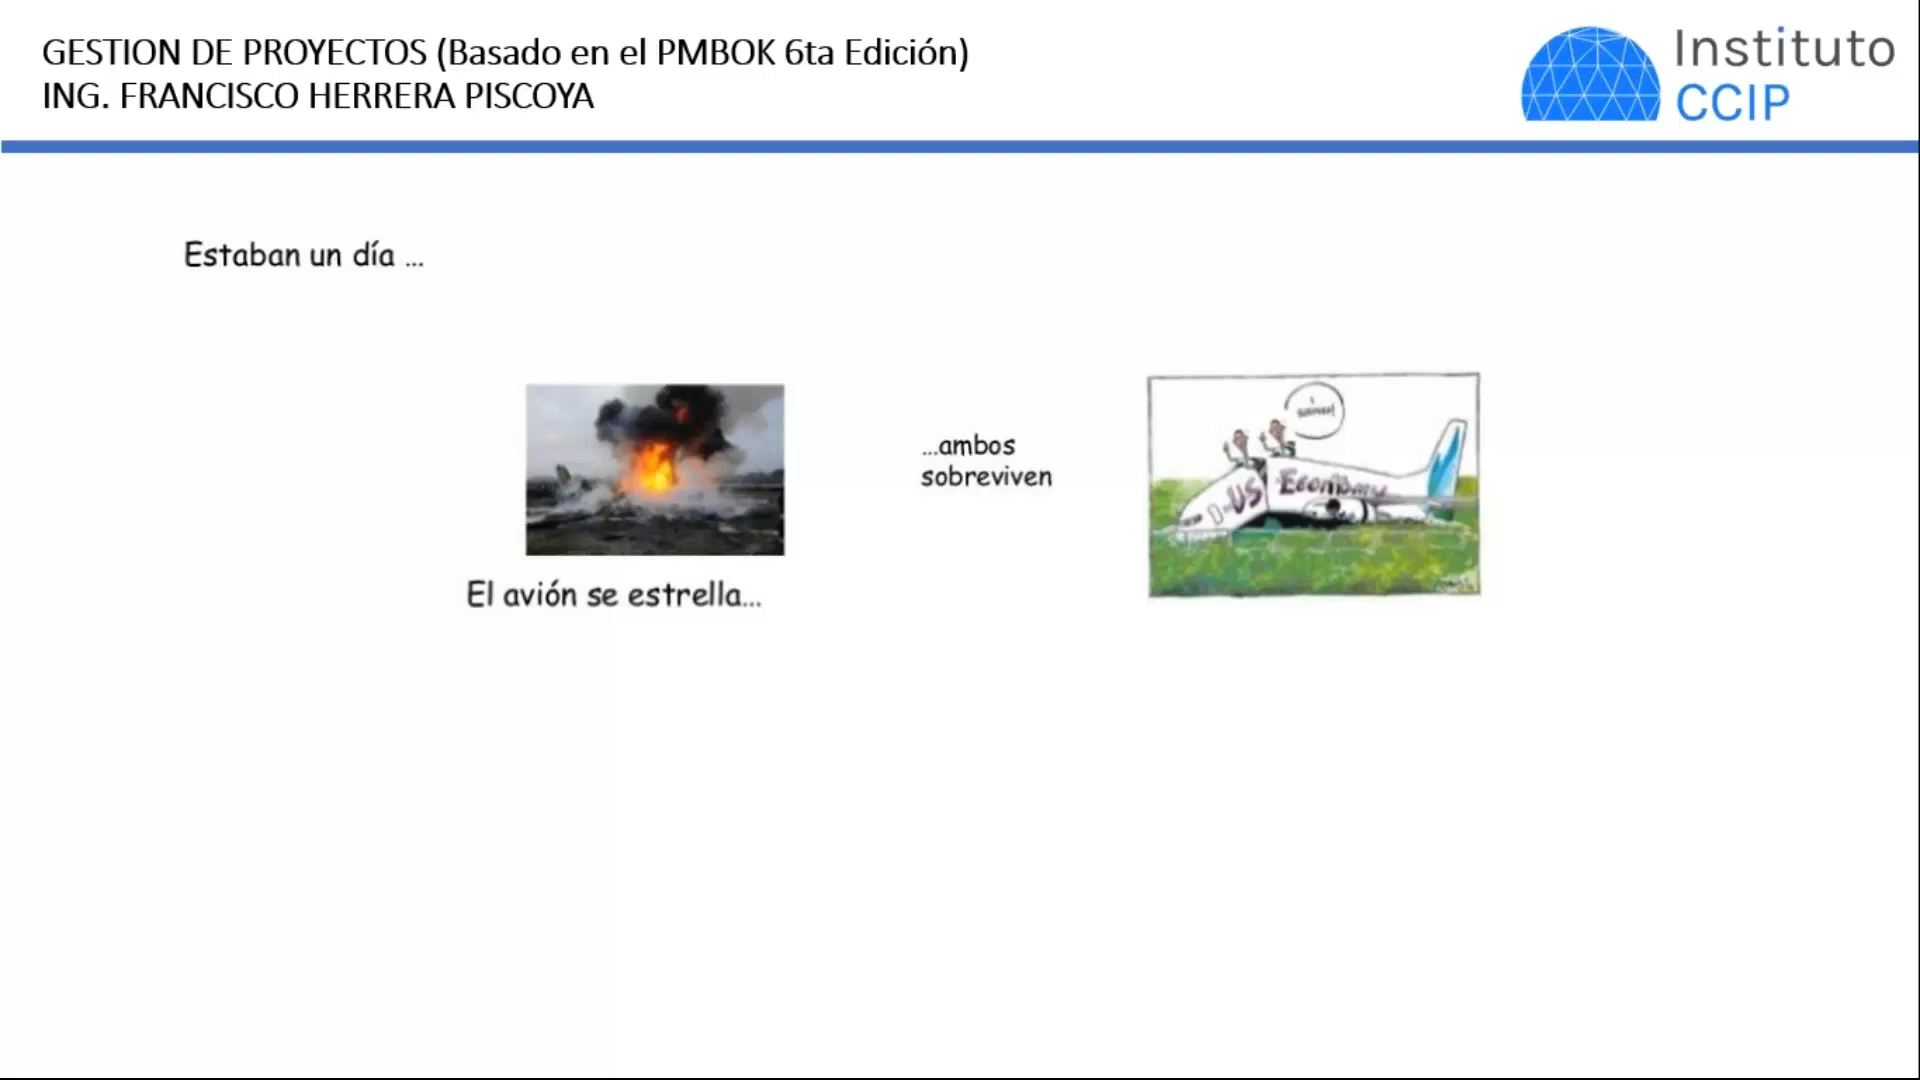 GESTION DE PROYECTOS (Basado en el PMBOK 6ta Edición)
ING. FRANCISCO HERRERA PISCOYA
Instituto
CCIP
Estaban un día ...
...ambos
sobreviven
US Economy
El avión se estrella...